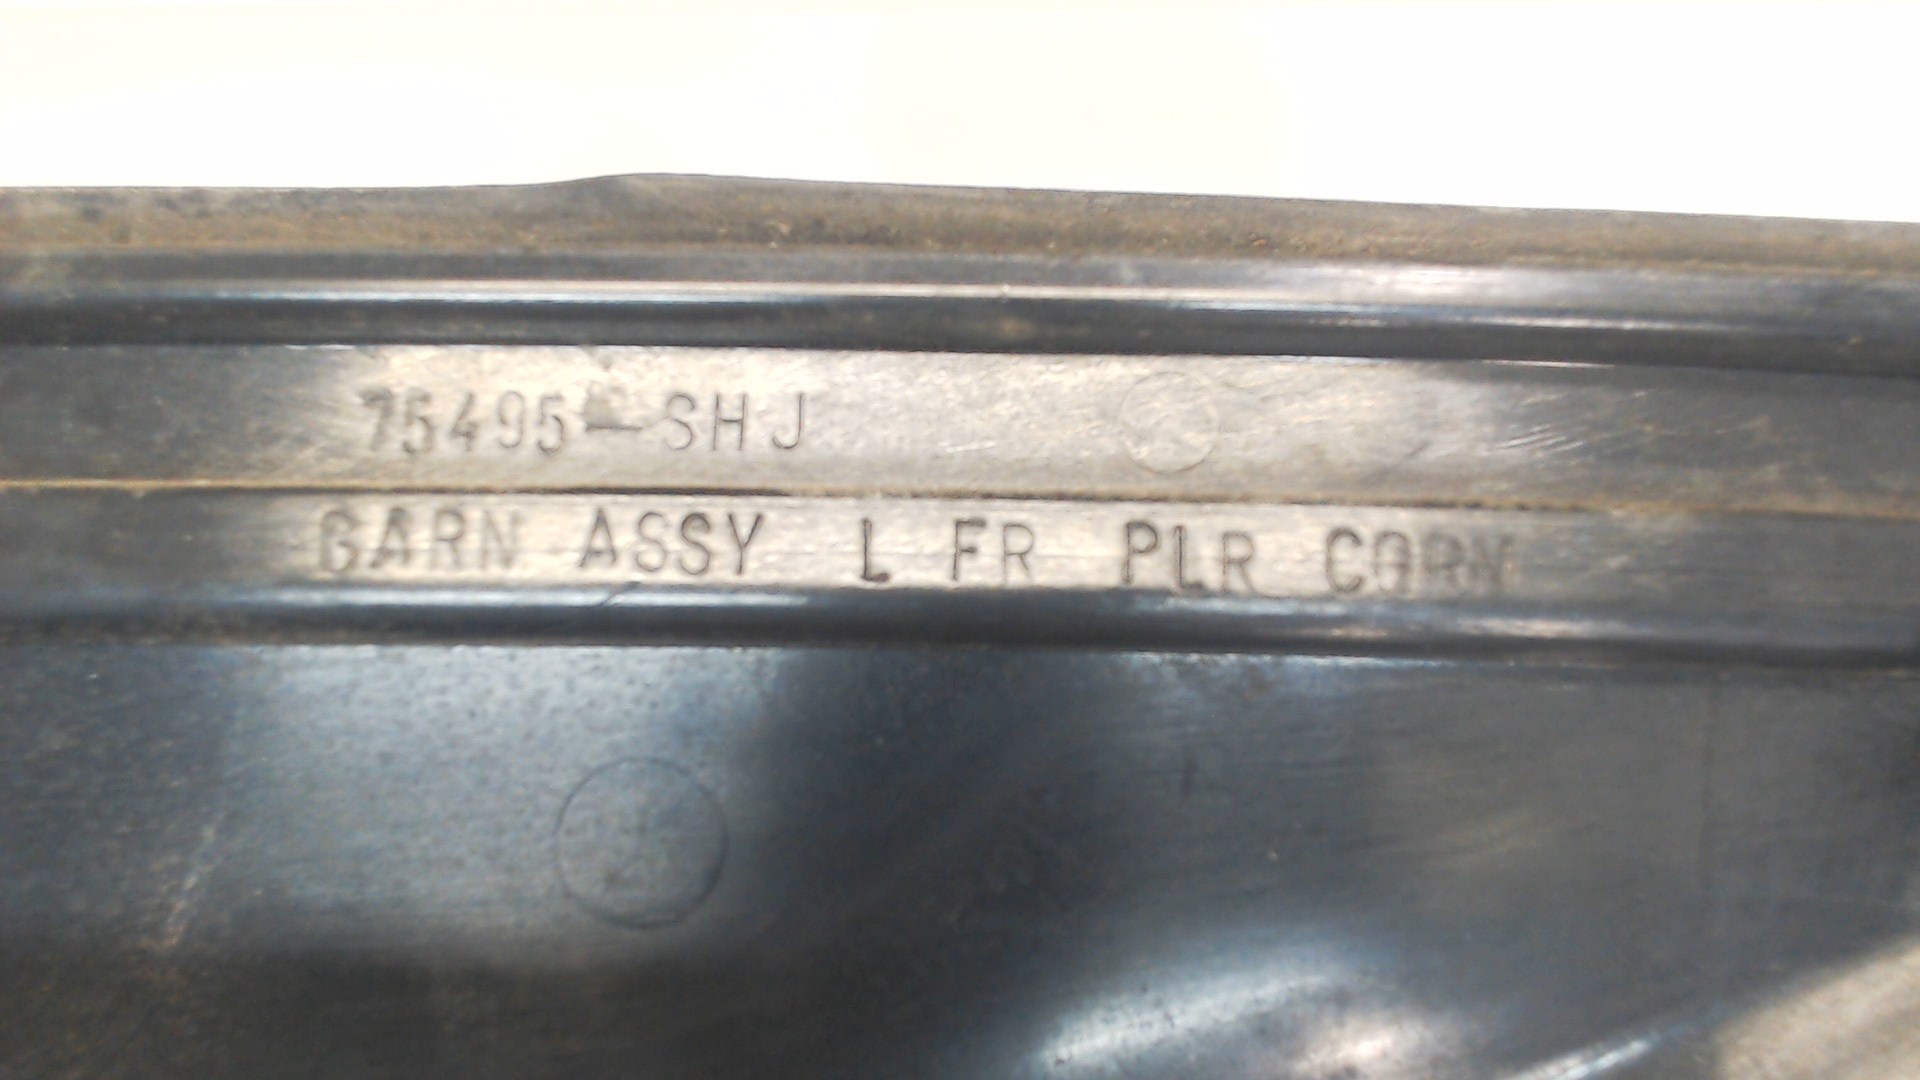 75495-SHJ
GARN ASSY L FR PLR CORN